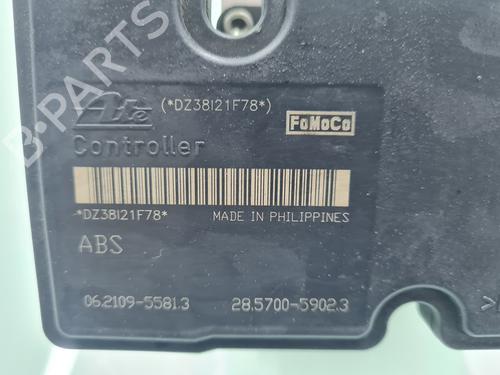 B-PARTS
Ate (*DZ38I21F78*)
FoMoCo
Controller
*DZ38I21F78* MADE IN PHILIPPINES
ABS
06.2109-5581.3 28.5700-5902.3